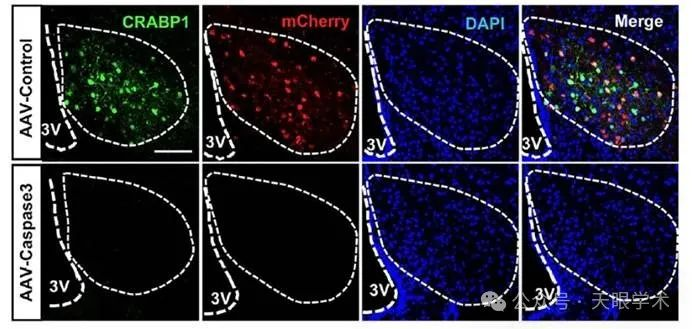 CRABP1 mCherry DAPI Merge
AAV-Control
3V 3V 3V 3V
AAV-Caspase3
3V 3V 3V 3V
公众号 · 天眼学术